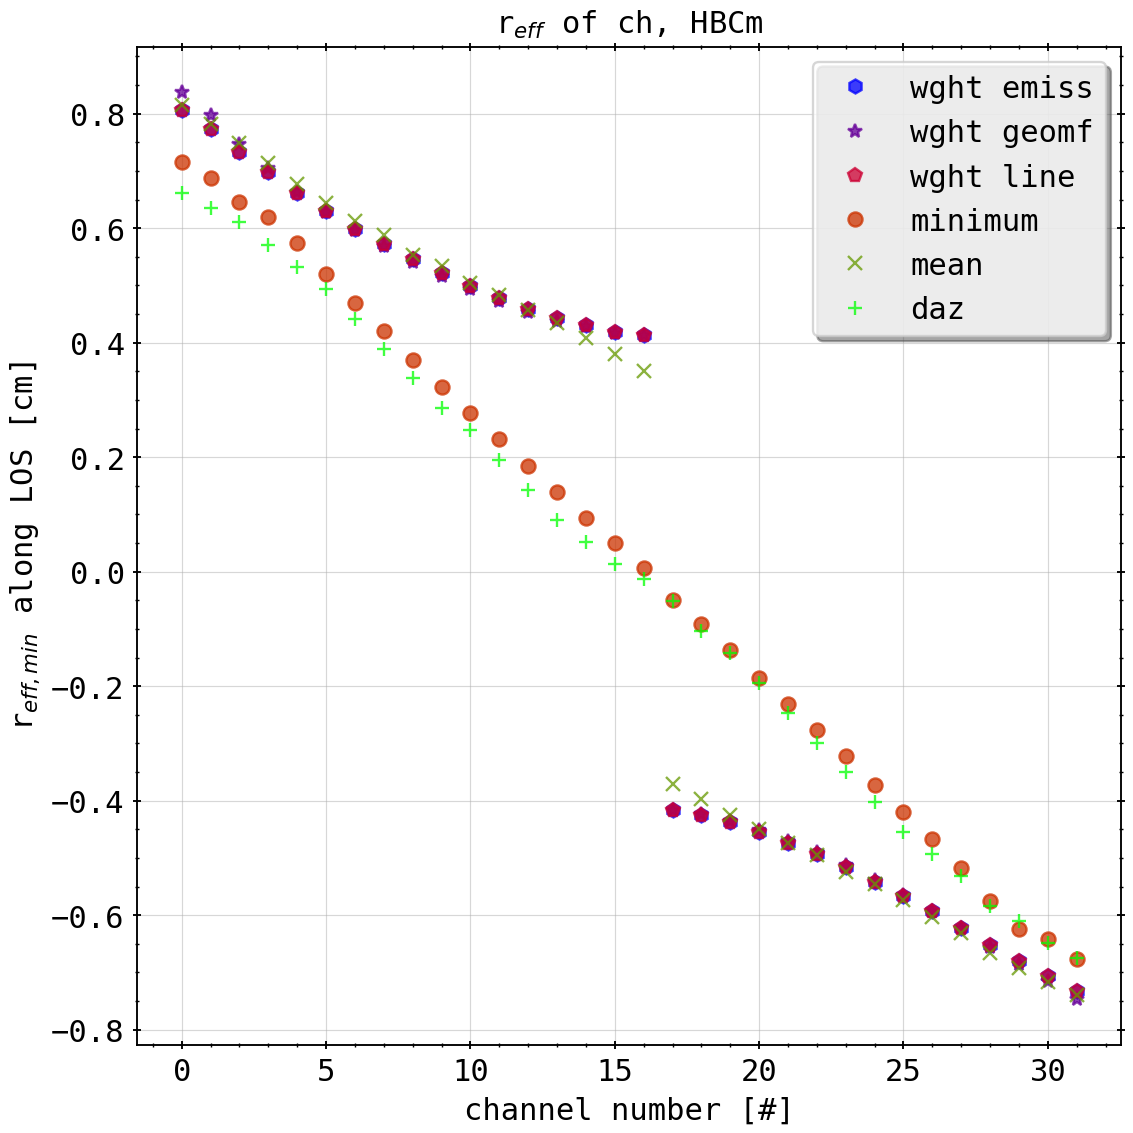 r_eff of ch, HBCm
r_eff,min along LOS [cm]
0.8
0.6
0.4
0.2
0.0
−0.2
−0.4
−0.6
−0.8
wght emiss
wght geomf
wght line
minimum
mean
daz
0 5 10 15 20 25 30
channel number [#]